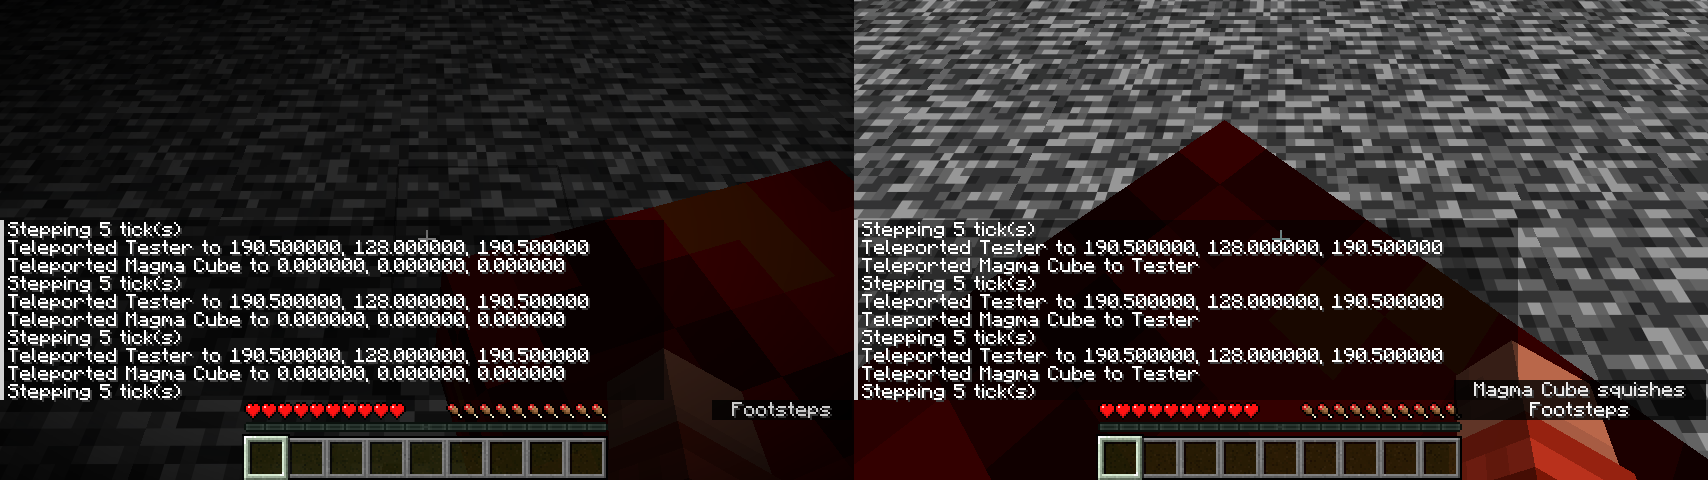 Stepping 5 tick(s)
Teleported Tester to 190.500000, 128.000000, 190.500000
Teleported Magma Cube to 0.000000, 0.000000, 0.000000
Stepping 5 tick(s)
Teleported Tester to 190.500000, 128.000000, 190.500000
Teleported Magma Cube to 0.000000, 0.000000, 0.000000
Stepping 5 tick(s)
Teleported Tester to 190.500000, 128.000000, 190.500000
Teleported Magma Cube to 0.000000, 0.000000, 0.000000
Stepping 5 tick(s)
Footsteps
Stepping 5 tick(s)
Teleported Tester to 190.500000, 128.000000, 190.500000
Teleported Magma Cube to Tester
Stepping 5 tick(s)
Teleported Tester to 190.500000, 128.000000, 190.500000
Teleported Magma Cube to Tester
Stepping 5 tick(s)
Teleported Tester to 190.500000, 128.000000, 190.500000
Teleported Magma Cube to Tester
Stepping 5 tick(s)
Magma Cube squishes
Footsteps